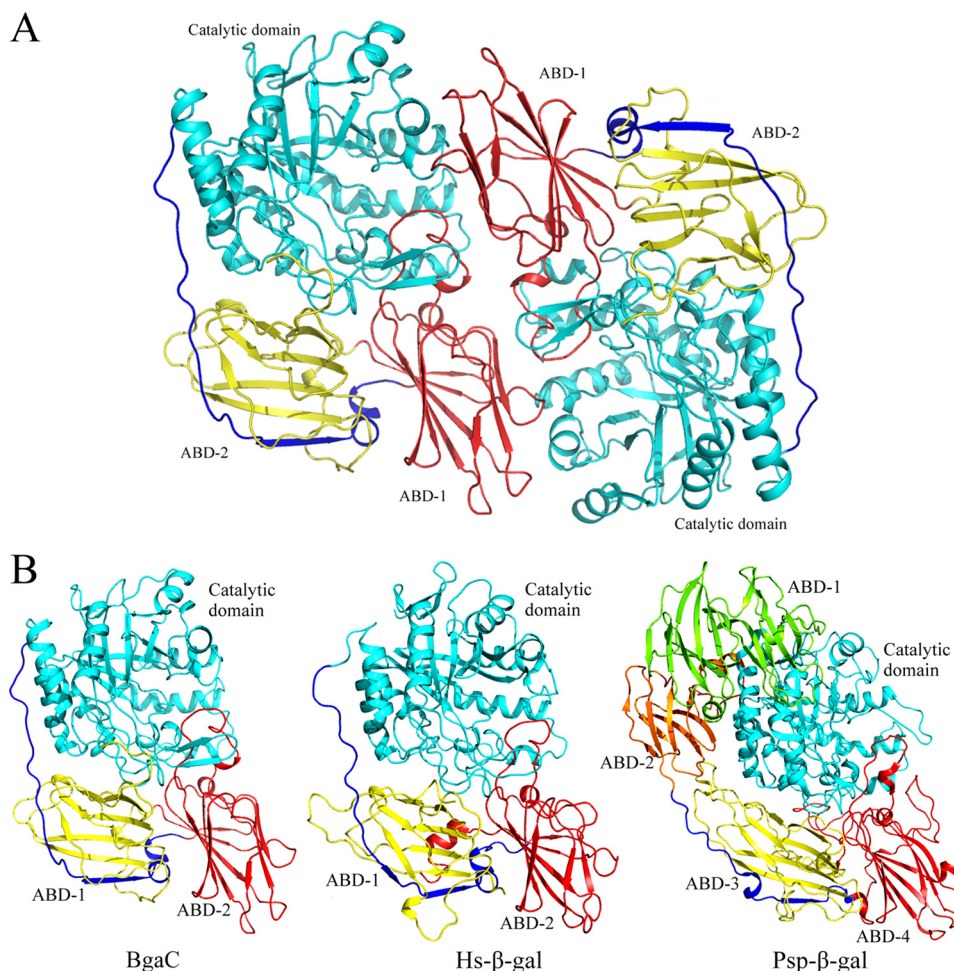 A
Catalytic domain
ABD-1
ABD-2
ABD-2
ABD-1
Catalytic domain
B
Catalytic
domain
ABD-1
ABD-2
BgaC
Catalytic
domain
ABD-1
ABD-2
Hs-β-gal
ABD-1
Catalytic
domain
ABD-2
ABD-3
ABD-4
Psp-β-gal